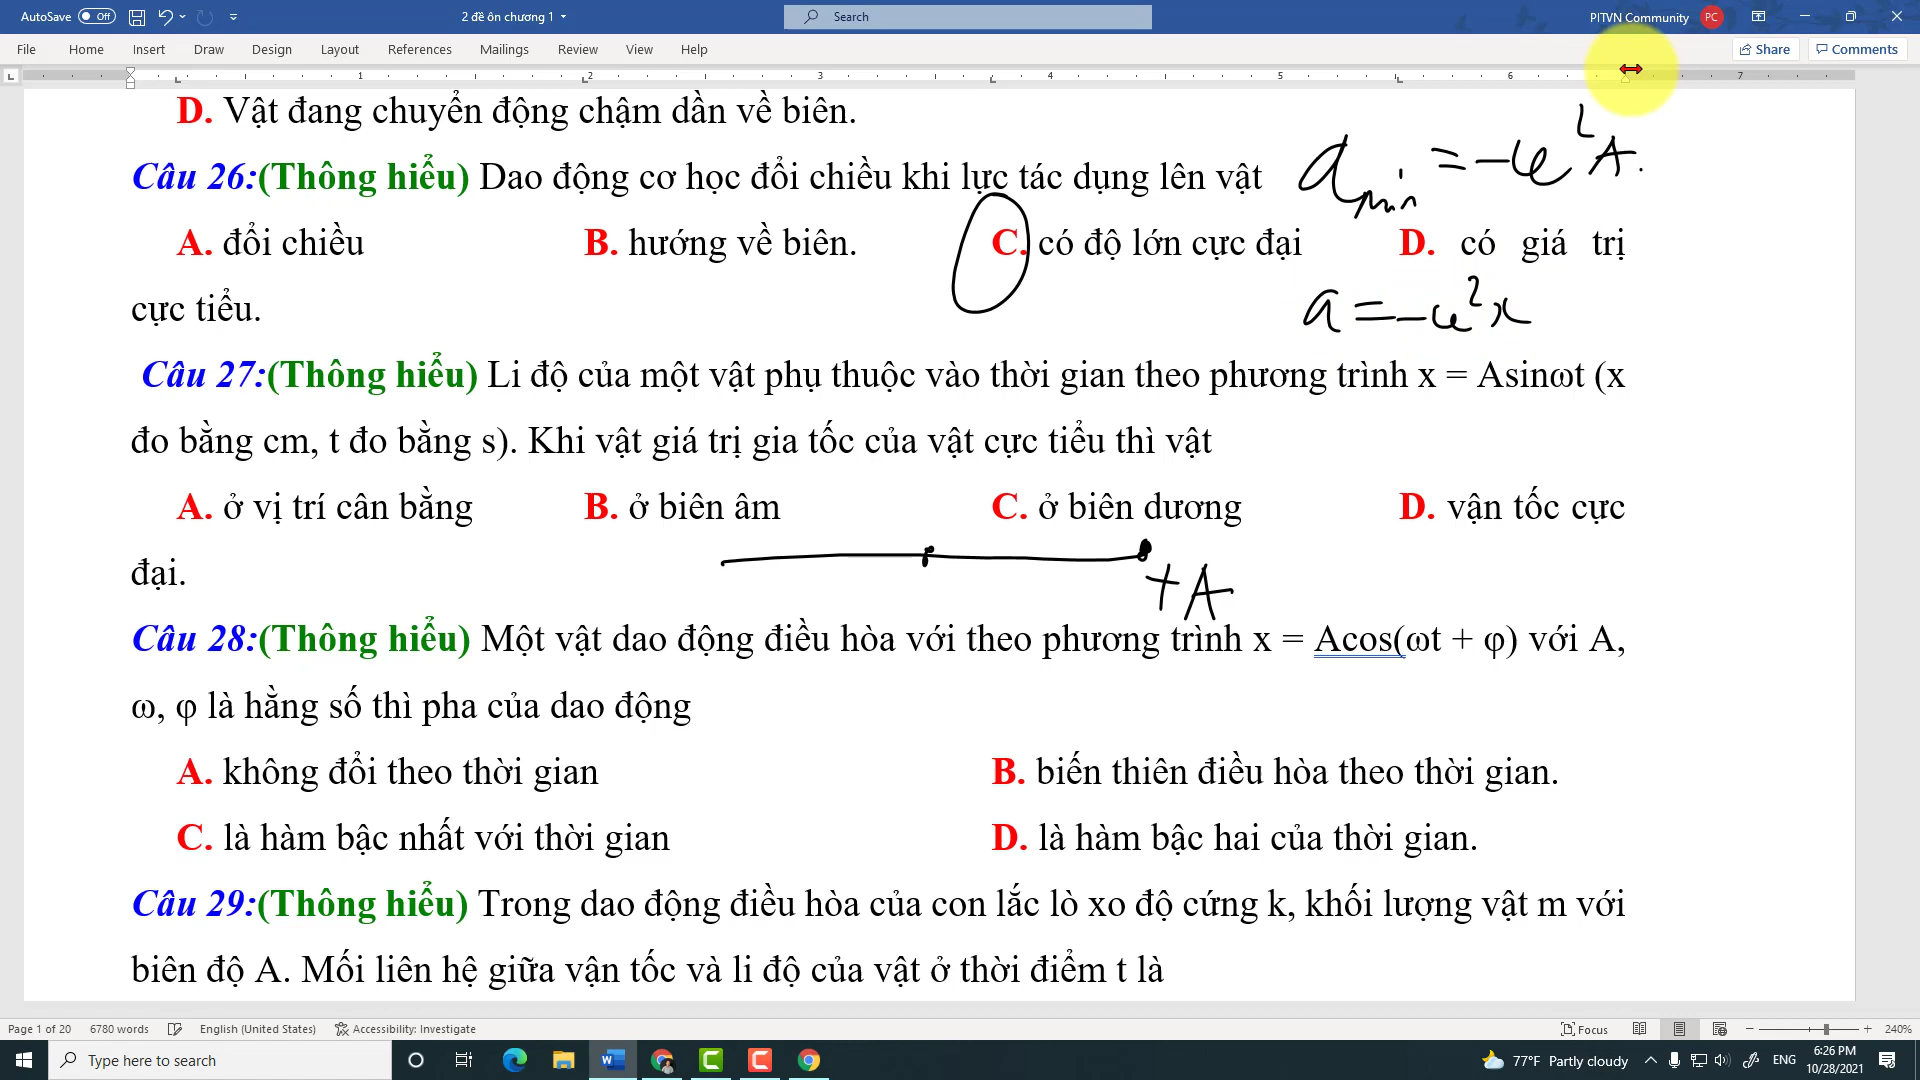 AutoSave Off 2 đề ôn chương 1 Search PITVN Community PC
File Home Insert Draw Design Layout References Mailings Review View Help Share Comments
1 2 3 4 5 6 7
D. Vật đang chuyển động chậm dần về biên.
Câu 26:(Thông hiểu) Dao động cơ học đổi chiều khi lực tác dụng lên vật
a min = -ω²A.
A. đổi chiều B. hướng về biên. C. có độ lớn cực đại D. có giá trị
cực tiểu.
a = -ω²x
Câu 27:(Thông hiểu) Li độ của một vật phụ thuộc vào thời gian theo phương trình x = Asinωt (x
đo bằng cm, t đo bằng s). Khi vật giá trị gia tốc của vật cực tiểu thì vật
A. ở vị trí cân bằng B. ở biên âm C. ở biên dương D. vận tốc cực
đại.
+A
Câu 28:(Thông hiểu) Một vật dao động điều hòa với theo phương trình x = Acos(ωt + φ) với A,
ω, φ là hằng số thì pha của dao động
A. không đổi theo thời gian B. biến thiên điều hòa theo thời gian.
C. là hàm bậc nhất với thời gian D. là hàm bậc hai của thời gian.
Câu 29:(Thông hiểu) Trong dao động điều hòa của con lắc lò xo độ cứng k, khối lượng vật m với
biên độ A. Mối liên hệ giữa vận tốc và li độ của vật ở thời điểm t là
Page 1 of 20 6780 words English (United States) Accessibility: Investigate Focus 240%
Type here to search 77°F Partly cloudy ENG 6:26 PM
10/28/2021